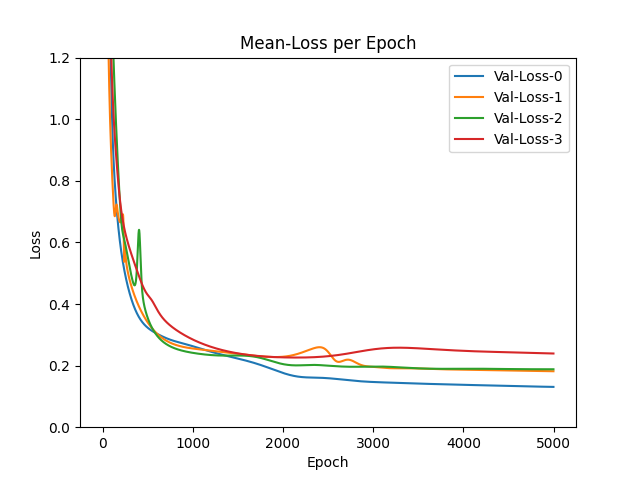 Mean-Loss per Epoch
Val-Loss-0
Val-Loss-1
Val-Loss-2
Val-Loss-3
Loss
1.2
1.0
0.8
0.6
0.4
0.2
0.0
0 1000 2000 3000 4000 5000
Epoch